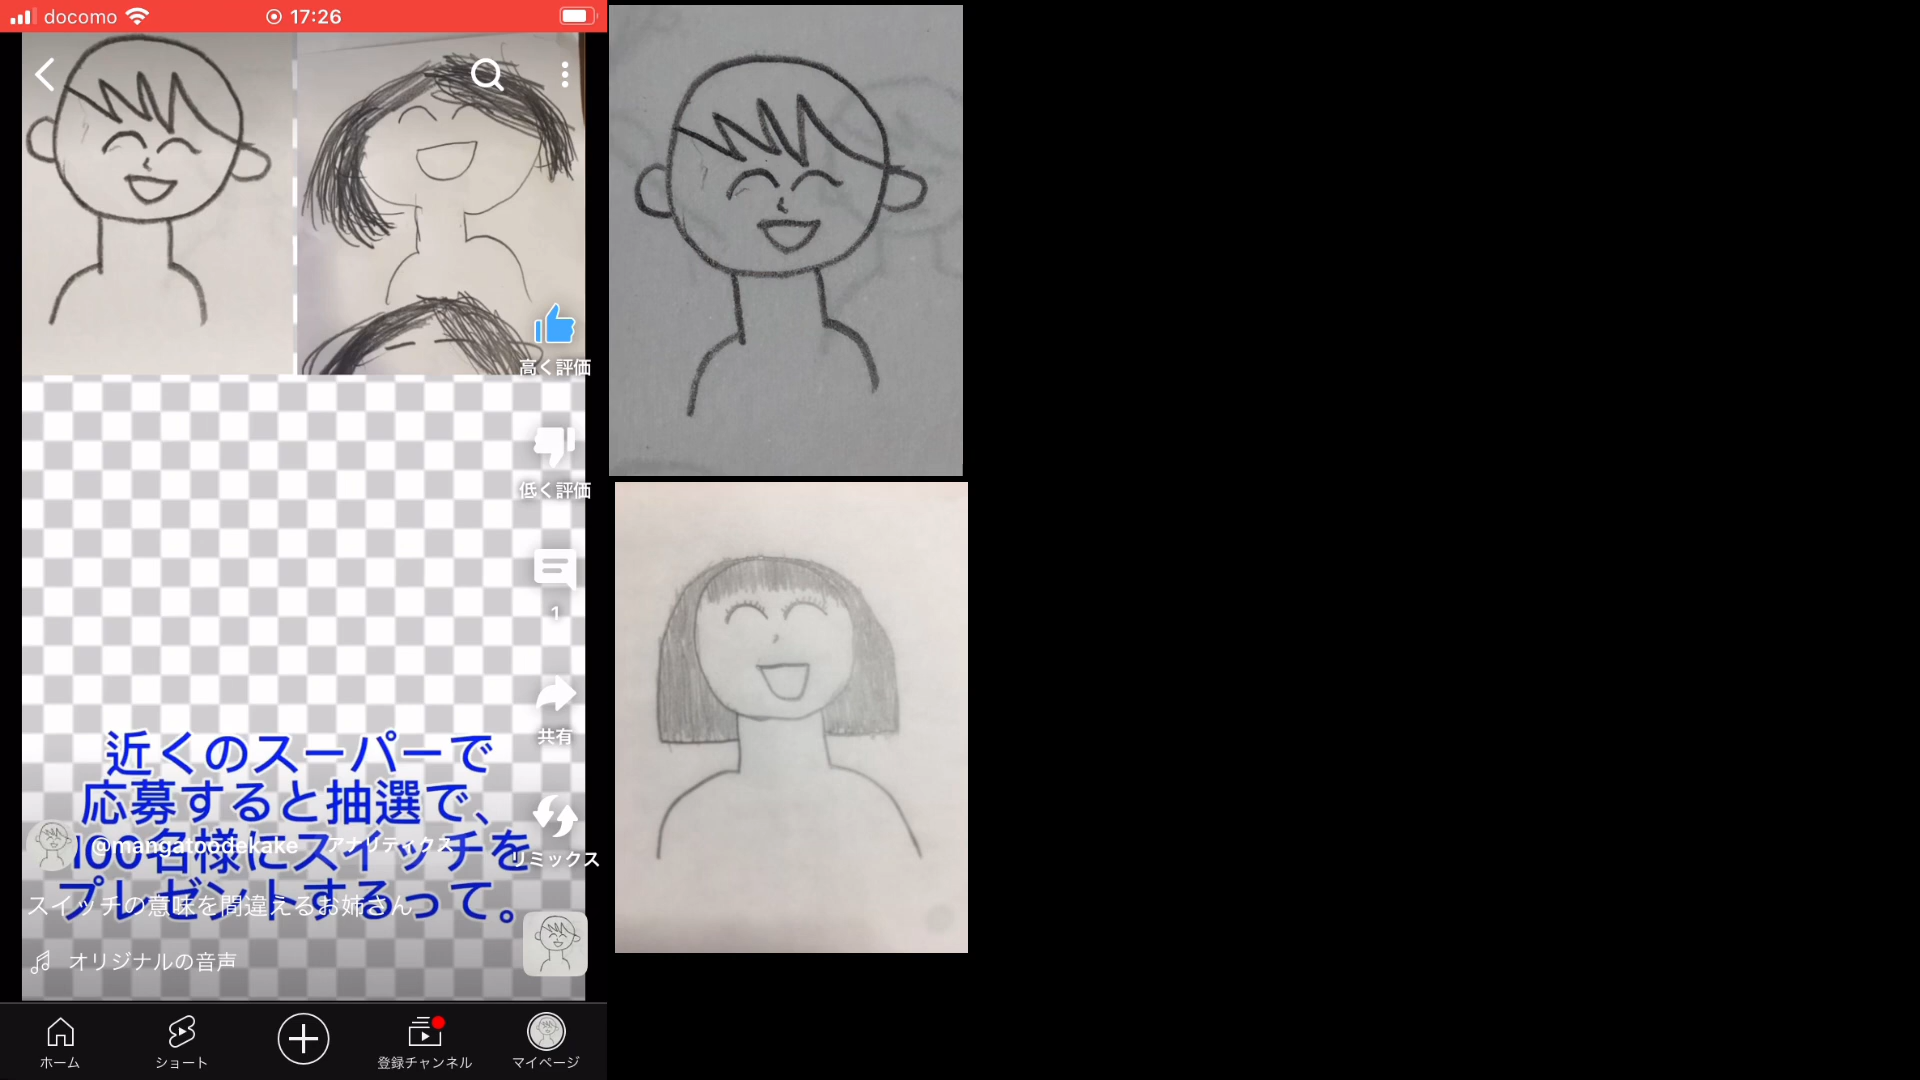 docomo 17:26
高く評価
低く評価
1
共有
近くのスーパーで
応募すると抽選で、
100名様にスイッチを
プレゼントするって。
@mangatoodekake アナリティクス
リミックス
スイッチの意味を間違えるお姉さん
オリジナルの音声
ホーム ショート 登録チャンネル マイページ